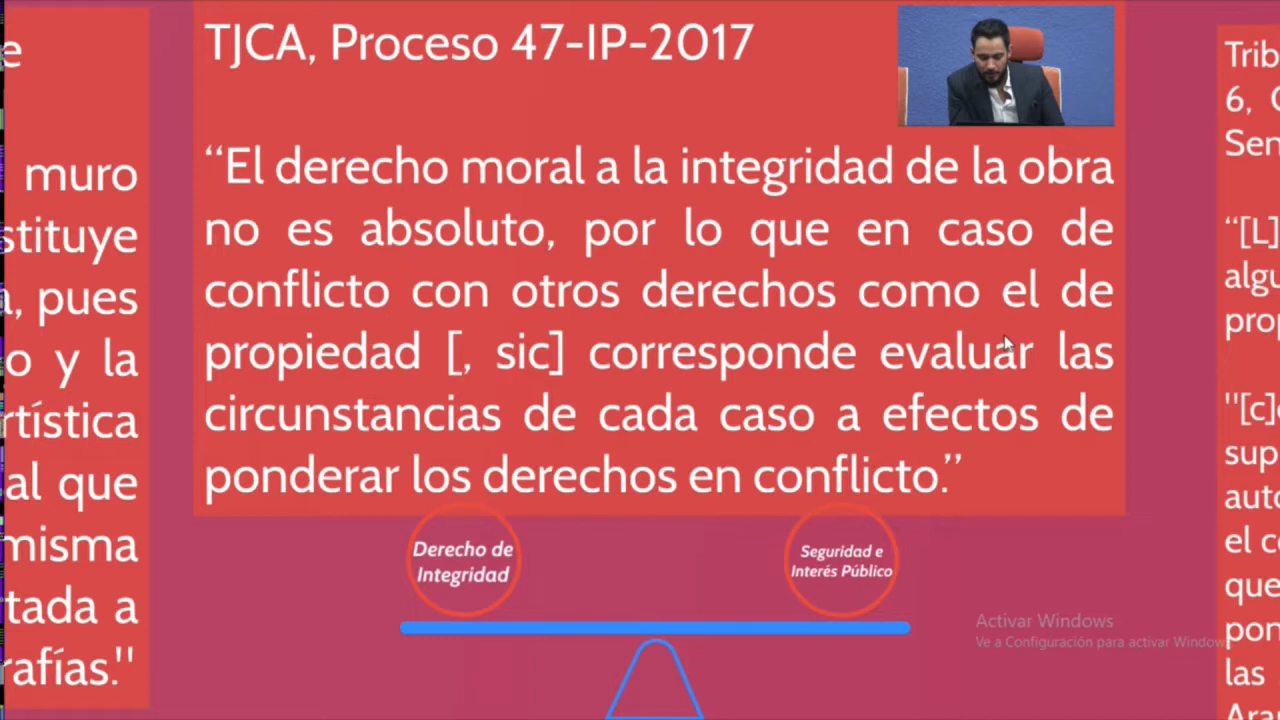 e
muro
stituye
, pues
o y la
rtística
al que
misma
tada a
rafías."
TJCA, Proceso 47-IP-2017
“El derecho moral a la integridad de la obra
no es absoluto, por lo que en caso de
conflicto con otros derechos como el de
propiedad [, sic] corresponde evaluar las
circunstancias de cada caso a efectos de
ponderar los derechos en conflicto.”
Derecho de
Integridad
Seguridad e
Interés Público
Activar Windows
Ve a Configuración para activar Windows
Trib
6,
Sen
“[L]
algu
prop
"[c]
sup
auto
el c
que
pon
las
Ara